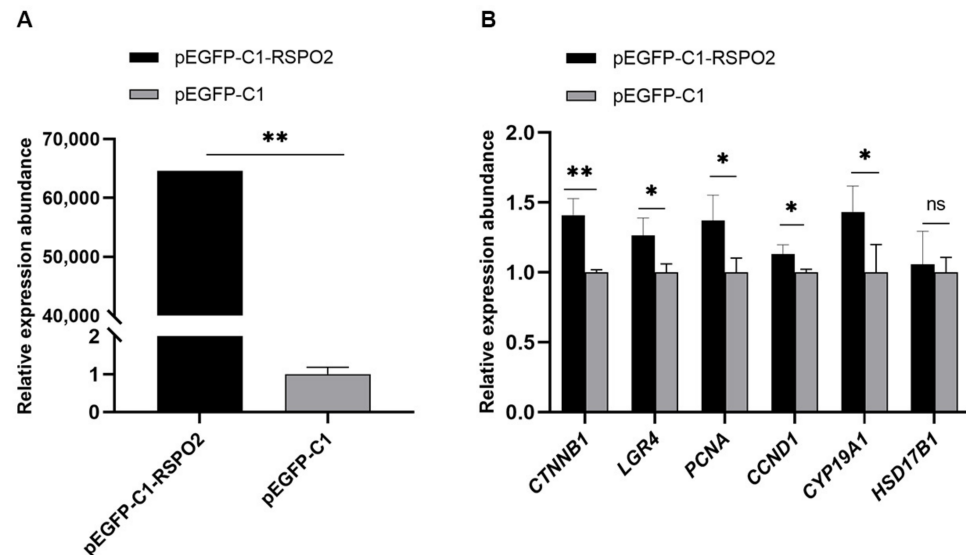 A
pEGFP-C1-RSPO2
pEGFP-C1
Relative expression abundance
70,000
60,000
50,000
40,000
2
1
0
**
pEGFP-C1-RSPO2
pEGFP-C1
B
pEGFP-C1-RSPO2
pEGFP-C1
Relative expression abundance
2.0
1.5
1.0
0.5
0.0
**
*
*
*
*
ns
CTNNB1
LGR4
PCNA
CCND1
CYP19A1
HSD17B1